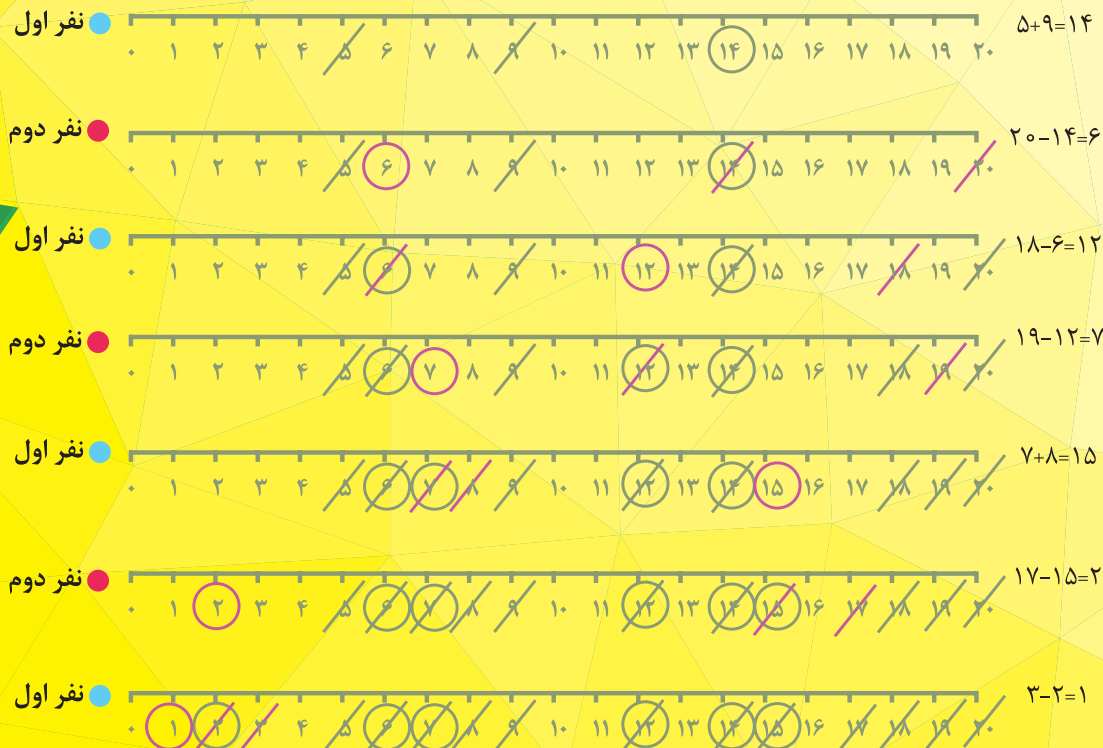 نفر اول
۵+۹=۱۴
۰ ۱ ۲ ۳ ۴ ۵ ۶ ۷ ۸ ۹ ۱۰ ۱۱ ۱۲ ۱۳ ۱۴ ۱۵ ۱۶ ۱۷ ۱۸ ۱۹ ۲۰
نفر دوم
۲۰-۱۴=۶
۰ ۱ ۲ ۳ ۴ ۵ ۶ ۷ ۸ ۹ ۱۰ ۱۱ ۱۲ ۱۳ ۱۴ ۱۵ ۱۶ ۱۷ ۱۸ ۱۹ ۲۰
نفر اول
۱۸-۶=۱۲
۰ ۱ ۲ ۳ ۴ ۵ ۶ ۷ ۸ ۹ ۱۰ ۱۱ ۱۲ ۱۳ ۱۴ ۱۵ ۱۶ ۱۷ ۱۸ ۱۹ ۲۰
نفر دوم
۱۹-۱۲=۷
۰ ۱ ۲ ۳ ۴ ۵ ۶ ۷ ۸ ۹ ۱۰ ۱۱ ۱۲ ۱۳ ۱۴ ۱۵ ۱۶ ۱۷ ۱۸ ۱۹ ۲۰
نفر اول
۷+۸=۱۵
۰ ۱ ۲ ۳ ۴ ۵ ۶ ۷ ۸ ۹ ۱۰ ۱۱ ۱۲ ۱۳ ۱۴ ۱۵ ۱۶ ۱۷ ۱۸ ۱۹ ۲۰
نفر دوم
۱۷-۱۵=۲
۰ ۱ ۲ ۳ ۴ ۵ ۶ ۷ ۸ ۹ ۱۰ ۱۱ ۱۲ ۱۳ ۱۴ ۱۵ ۱۶ ۱۷ ۱۸ ۱۹ ۲۰
نفر اول
۳-۲=۱
۰ ۱ ۲ ۳ ۴ ۵ ۶ ۷ ۸ ۹ ۱۰ ۱۱ ۱۲ ۱۳ ۱۴ ۱۵ ۱۶ ۱۷ ۱۸ ۱۹ ۲۰